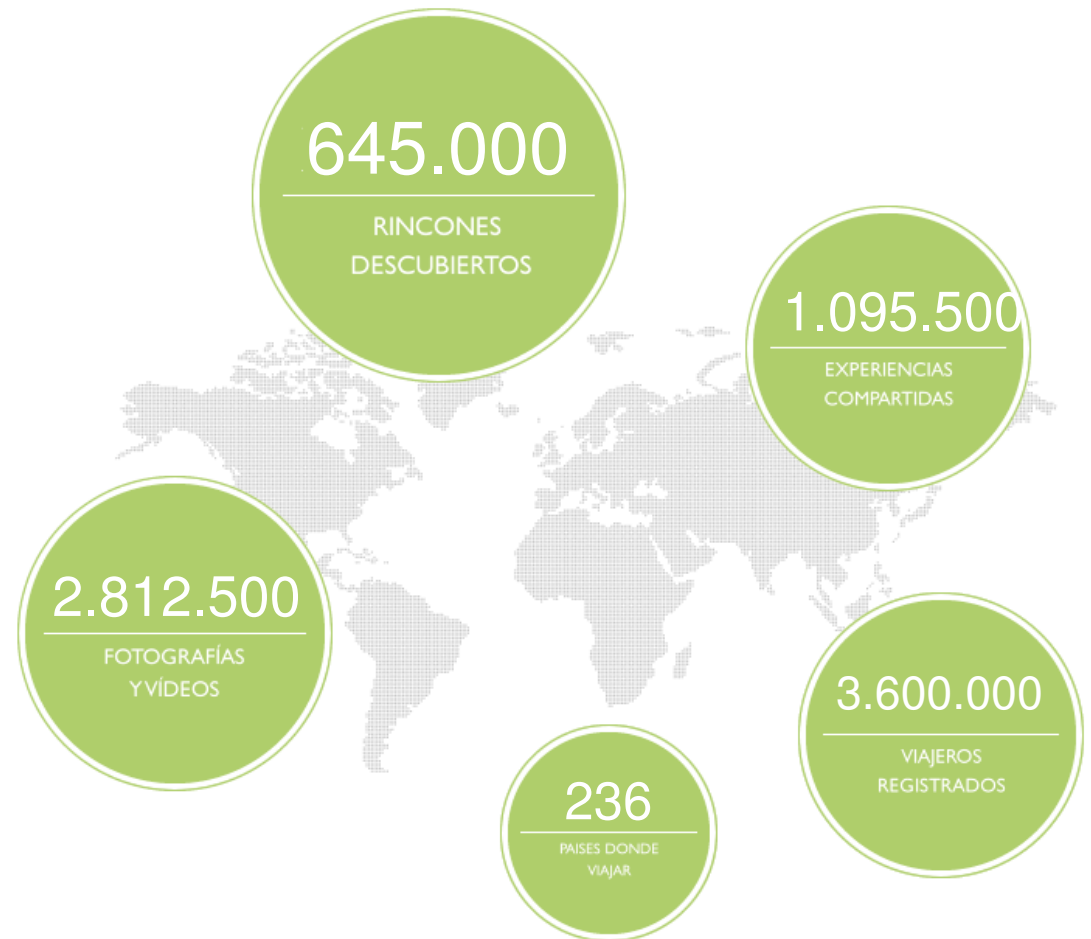 645.000
RINCONES
DESCUBIERTOS
1.095.500
EXPERIENCIAS
COMPARTIDAS
2.812.500
FOTOGRAFÍAS
Y VÍDEOS
3.600.000
VIAJEROS
REGISTRADOS
236
PAISES DONDE
VIAJAR